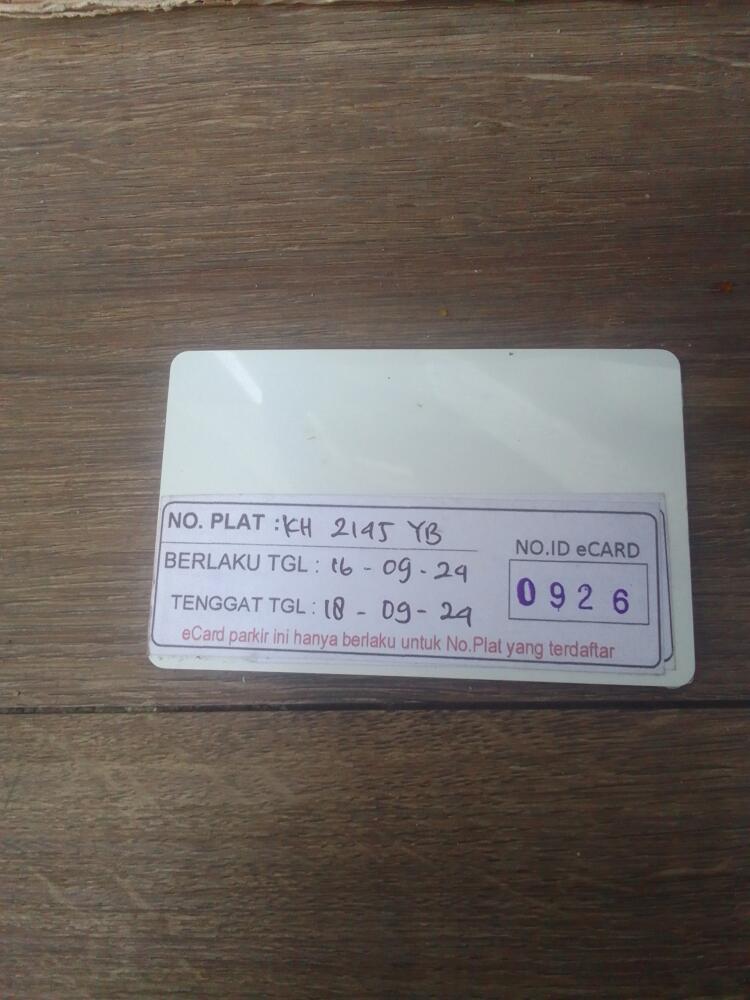 NO. PLAT : KH 2145 YB
BERLAKU TGL : 16 - 09 - 24
TENGGAT TGL : 18 - 09 - 24
NO.ID eCARD
0926
eCard parkir ini hanya berlaku untuk No.Plat yang terdaftar